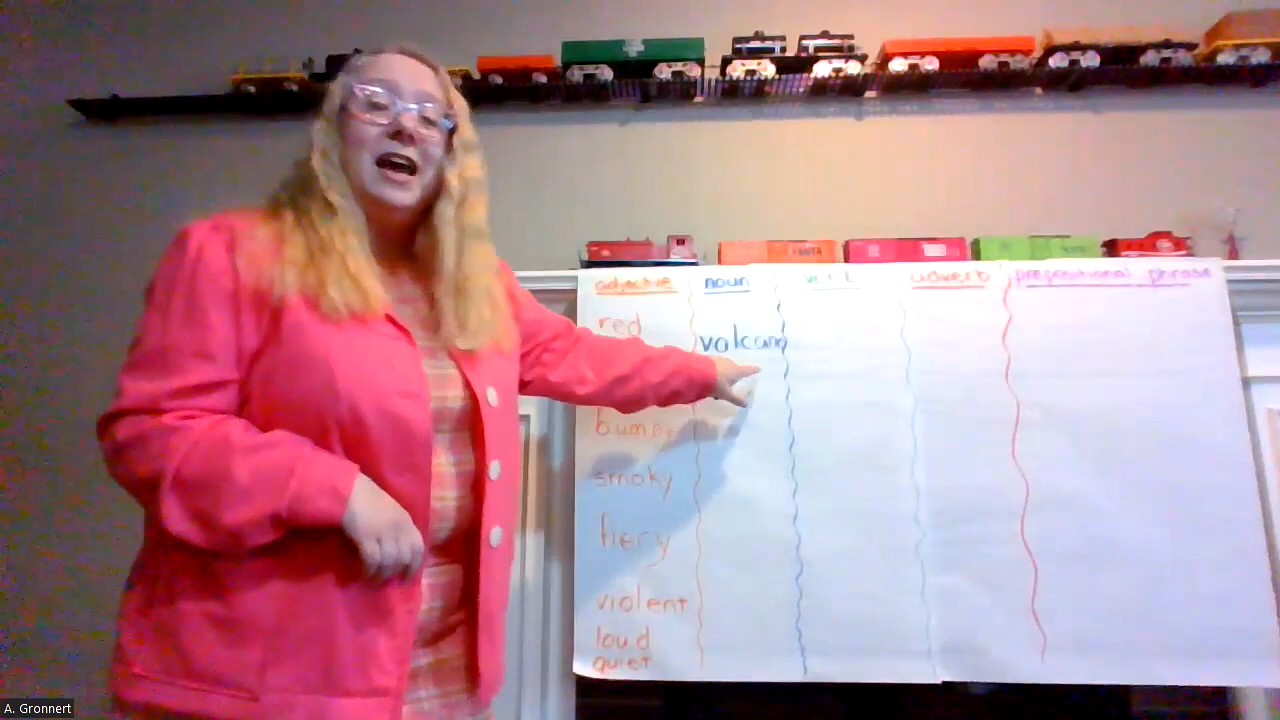 adjective noun verb adverb prepositional phrase
red
volcano
bumpy
smoky
fiery
violent
loud
quiet
A. Gronnert